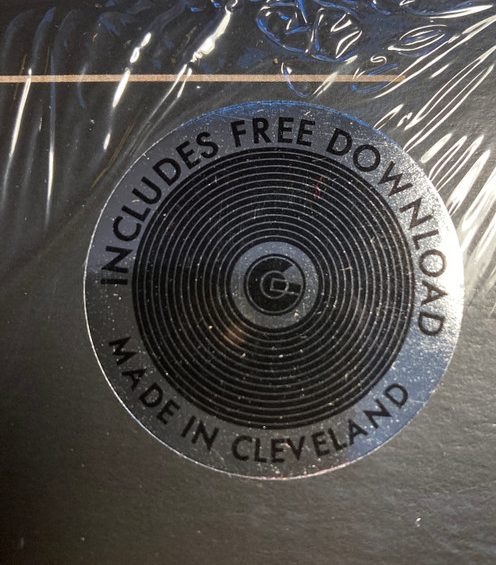 INCLUDES FREE DOWNLOAD
MADE IN CLEVELAND